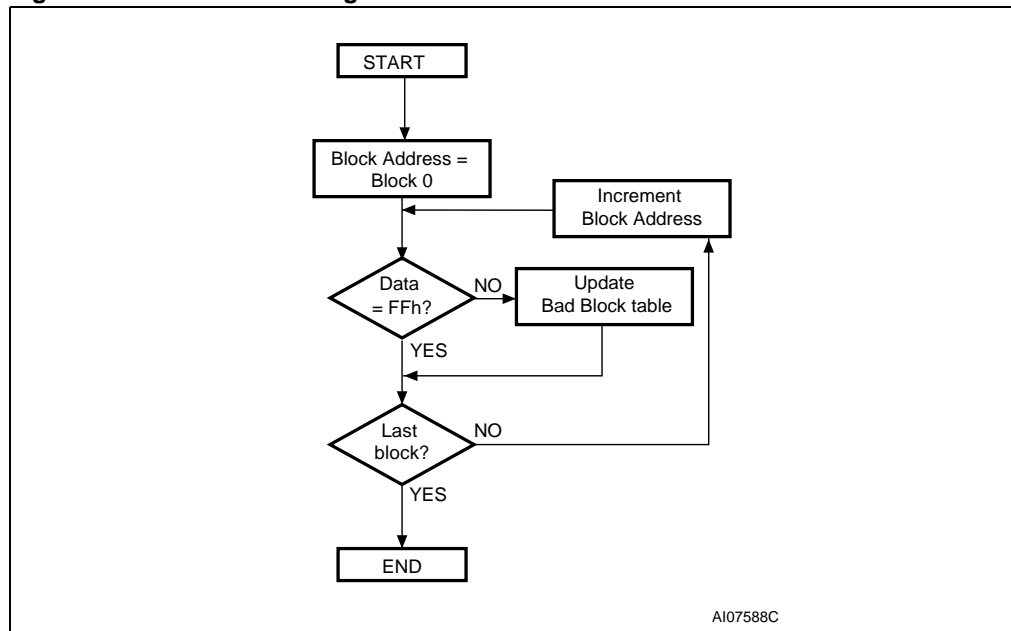 START
Block Address =
Block 0
Increment
Block Address
Data
= FFh?
NO
Update
Bad Block table
YES
Last
block?
NO
YES
END
AI07588C